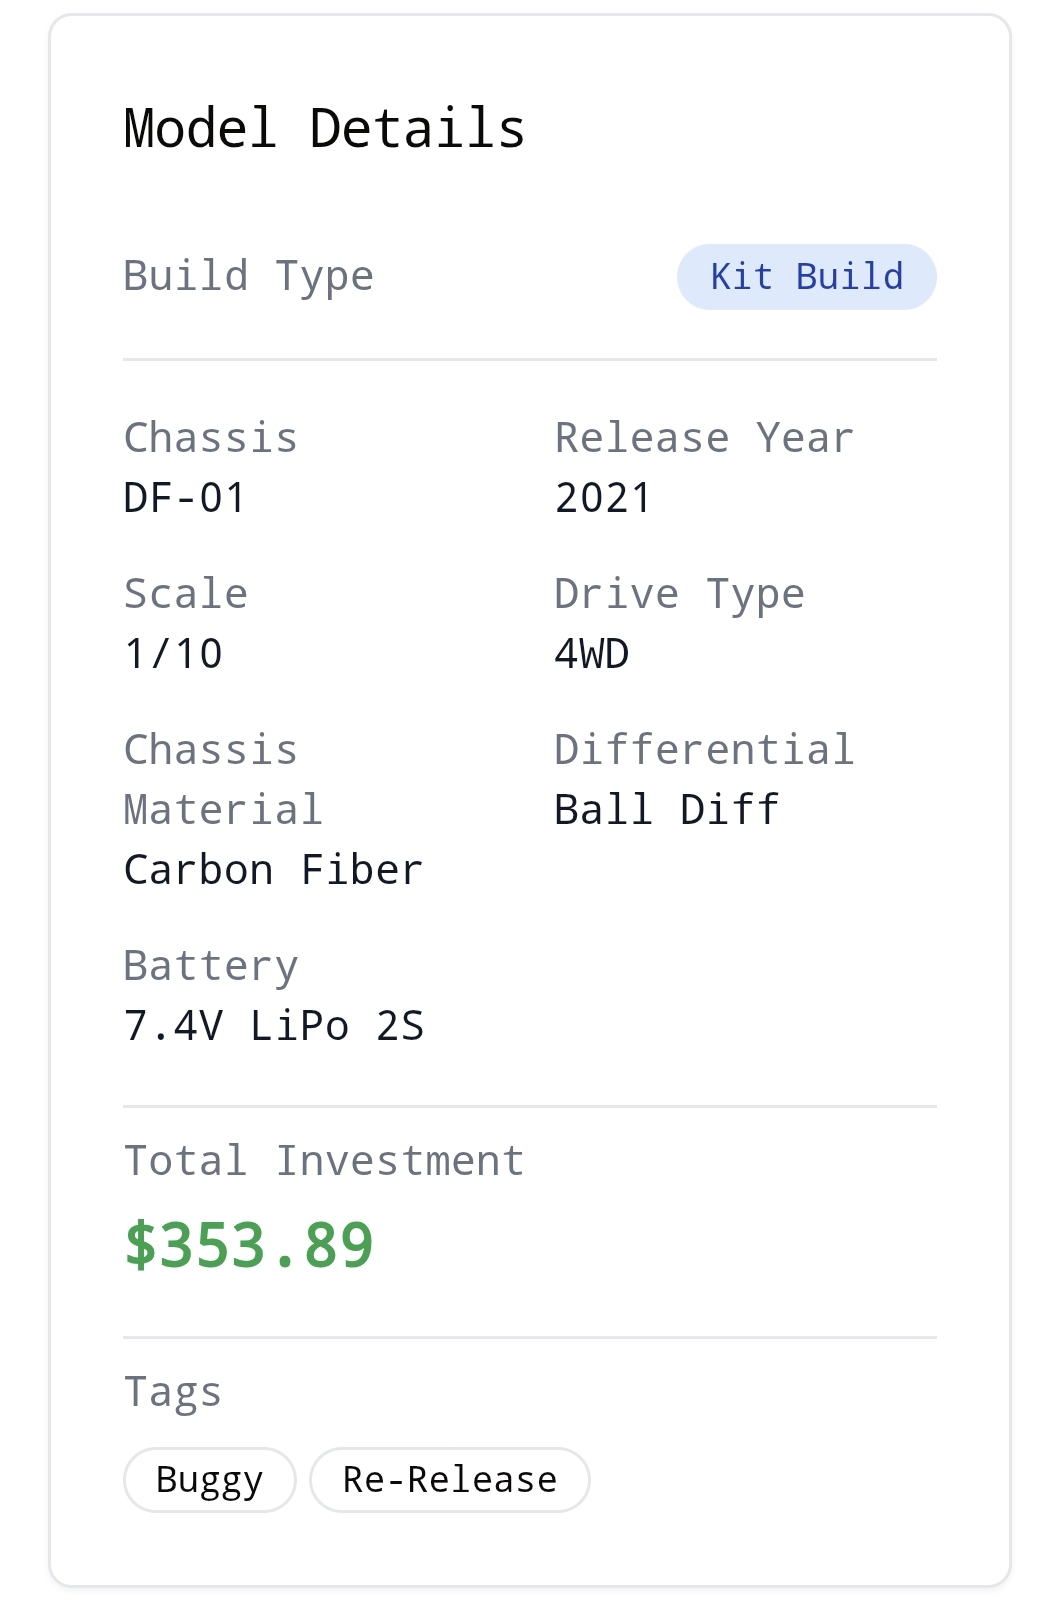 Model Details
Build Type
Kit Build
Chassis
DF-01
Release Year
2021
Scale
1/10
Drive Type
4WD
Chassis
Material
Carbon Fiber
Differential
Ball Diff
Battery
7.4V LiPo 2S
Total Investment
$353.89
Tags
Buggy
Re-Release